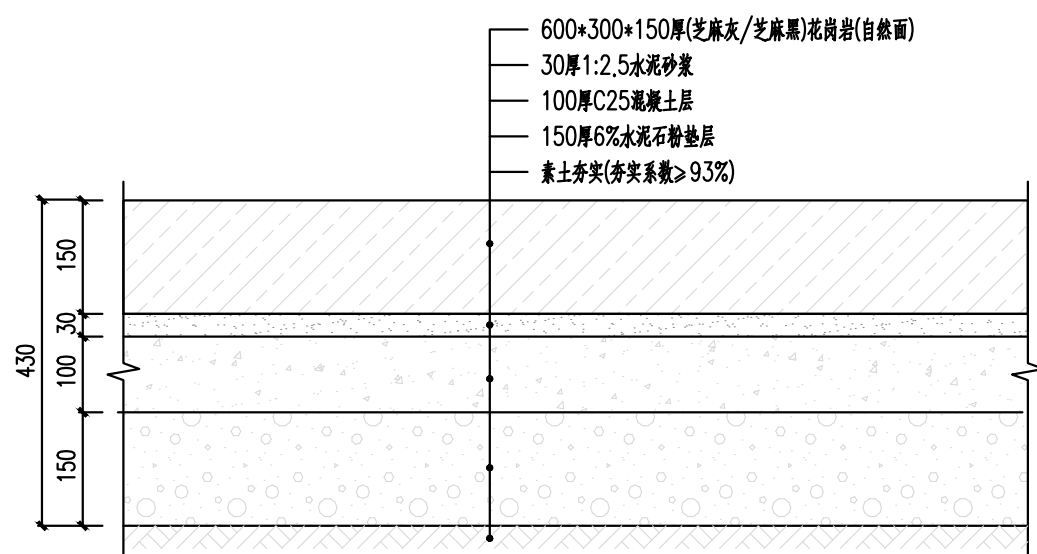 600*300*150厚(芝麻灰/芝麻黑)花岗岩(自然面)
30厚1:2.5水泥砂浆
100厚C25混凝土层
150厚6%水泥石粉垫层
素土夯实(夯实系数≥93%)
150
30
100
150
430